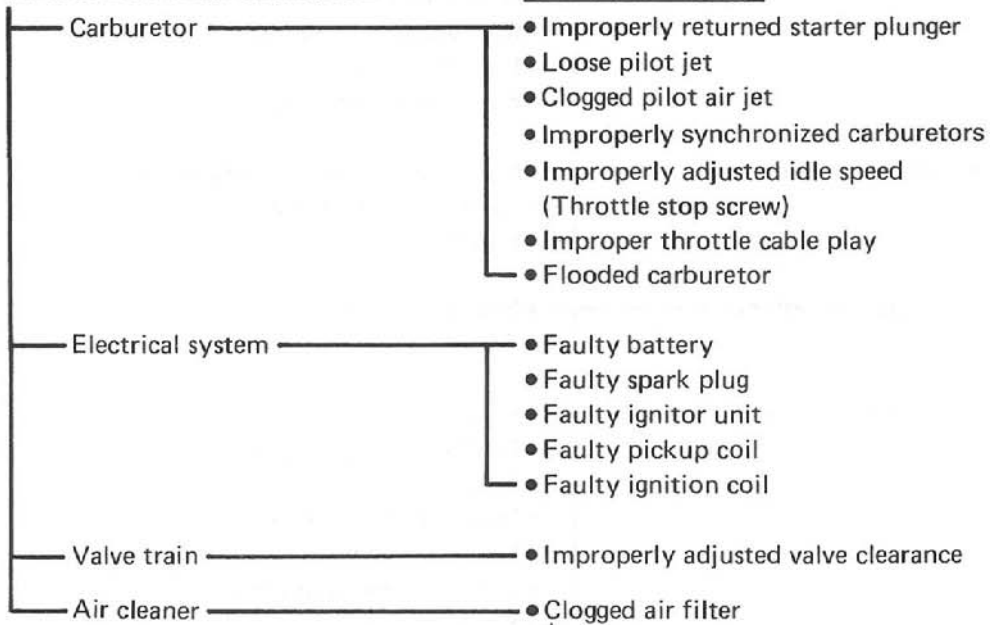 Carburetor
• Improperly returned starter plunger
• Loose pilot jet
• Clogged pilot air jet
• Improperly synchronized carburetors
• Improperly adjusted idle speed
(Throttle stop screw)
• Improper throttle cable play
• Flooded carburetor
Electrical system
• Faulty battery
• Faulty spark plug
• Faulty ignitor unit
• Faulty pickup coil
• Faulty ignition coil
Valve train
• Improperly adjusted valve clearance
Air cleaner
• Clogged air filter